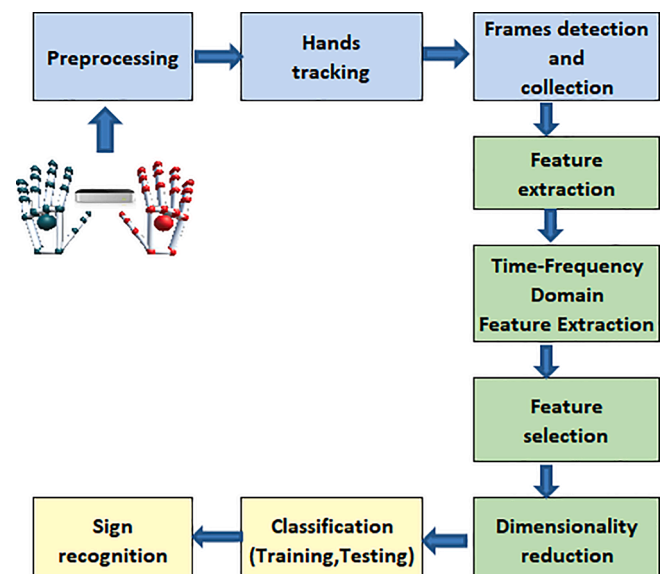 Preprocessing
Hands
tracking
Frames detection
and
collection
Feature
extraction
Time-Frequency
Domain
Feature Extraction
Feature
selection
Dimensionality
reduction
Classification
(Training,Testing)
Sign
recognition